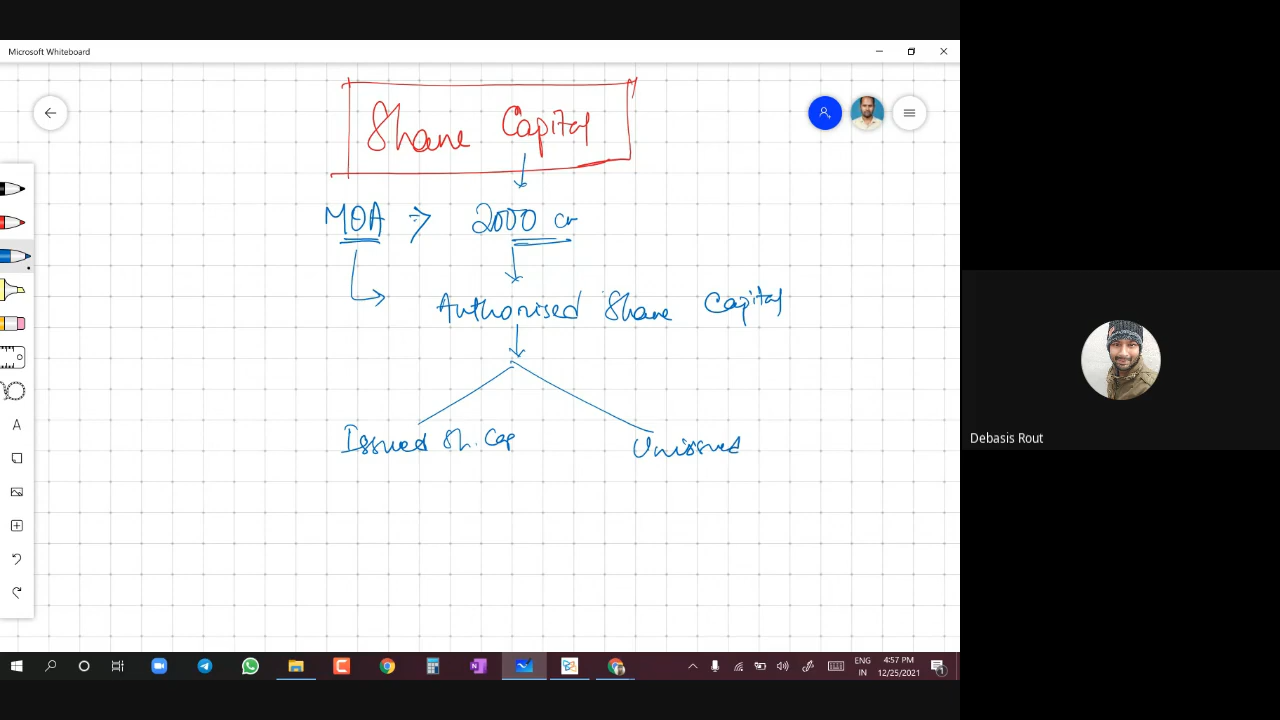 Microsoft Whiteboard
Share Capital
MOA ⇒ 2000 cr
Authorised Share Capital
Issued Sh. Cap
Unissued
Debasis Rout
A
ENG
IN
4:57 PM
12/25/2021
1